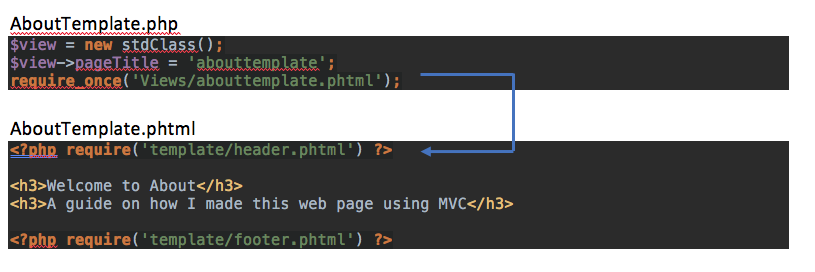 AboutTemplate.php
$view = new stdClass();
$view->pageTitle = 'abouttemplate';
require_once('Views/abouttemplate.phtml');
AboutTemplate.phtml
<?php require('template/header.phtml') ?>
<h3>Welcome to About</h3>
<h3>A guide on how I made this web page using MVC</h3>
<?php require('template/footer.phtml') ?>